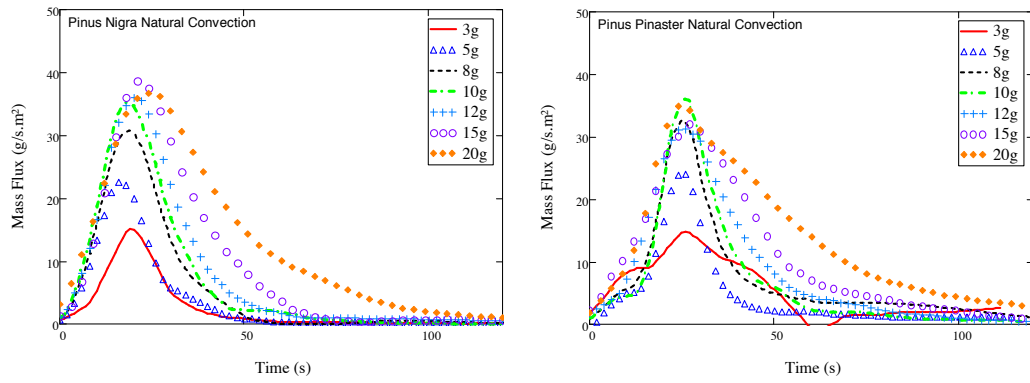 Pinus Nigra Natural Convection
50
40
30
20
10
0
0
50
100
Mass Flux (g/s.m²)
Time (s)
3g
5g
8g
10g
12g
15g
20g
Pinus Pinaster Natural Convection
50
40
30
20
10
0
0
50
100
Mass Flux (g/s.m²)
Time (s)
3g
5g
8g
10g
12g
15g
20g